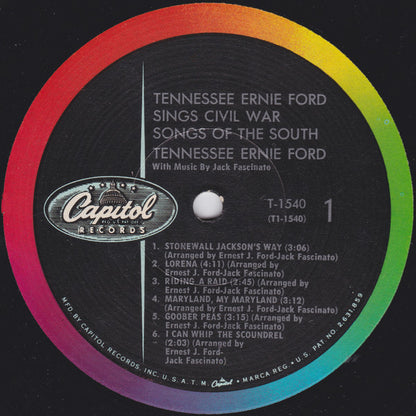 TENNESSEE ERNIE FORD
SINGS CIVIL WAR
SONGS OF THE SOUTH
TENNESSEE ERNIE FORD
With Music By Jack Fascinato
Capitol
RECORDS
T-1540
(T1-1540)
1
1. STONEWALL JACKSON'S WAY (3:06)
(Arranged by Ernest J. Ford-Jack Fascinato)
2. LORENA (4:11) (Arranged by
Ernest J. Ford-Jack Fascinato)
3. RIDING A RAID (2:45) (Arranged by
Ernest J. Ford-Jack Fascinato)
4. MARYLAND, MY MARYLAND (3:12)
(Arranged by Ernest J. Ford-Jack Fascinato)
5. GOOBER PEAS (3:15) (Arranged by
Ernest J. Ford-Jack Fascinato)
6. I CAN WHIP THE SCOUNDREL
(2:03) (Arranged by
Ernest J. Ford-
Jack Fascinato)
MFD BY CAPITOL RECORDS, INC. U.S.A. T.M. Capitol MARCA REG. • U.S. PAT. NO. 2,631,859